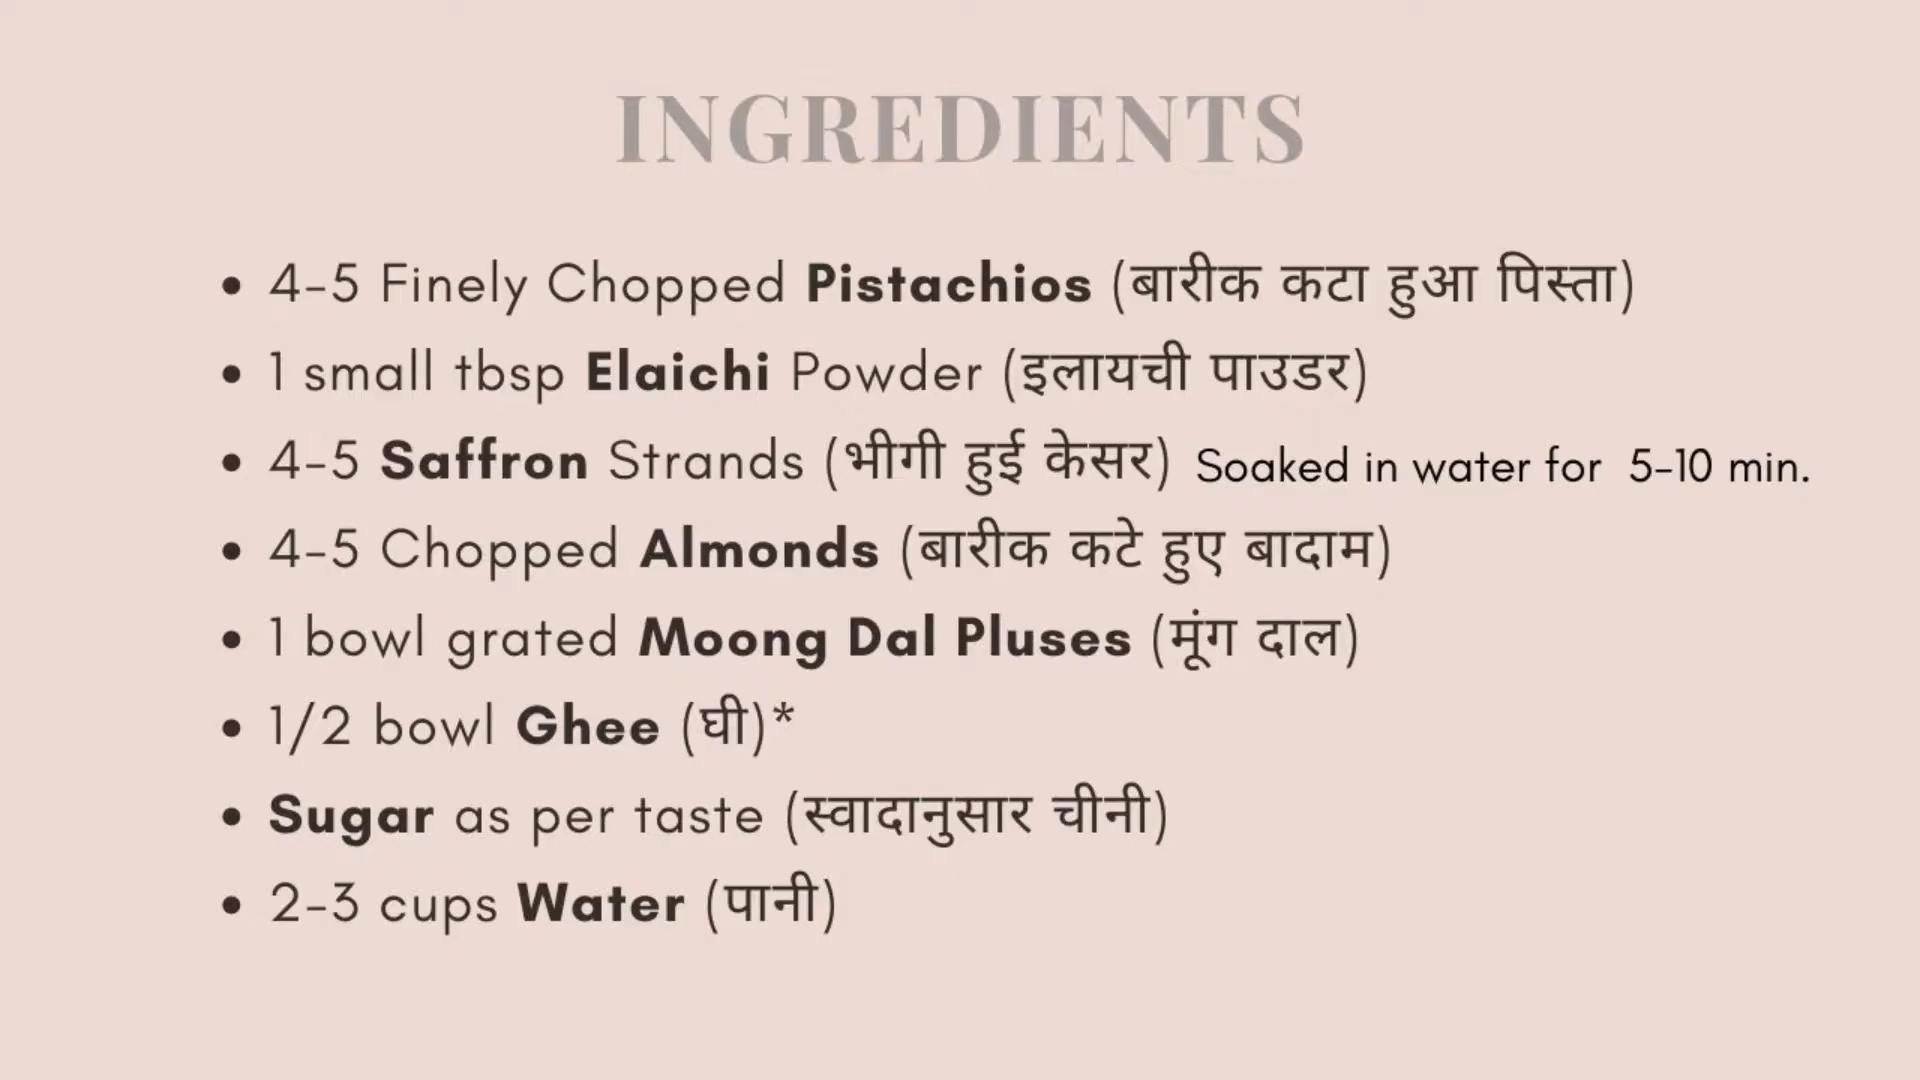 INGREDIENTS
• 4-5 Finely Chopped Pistachios (बारीक कटा हुआ पिस्ता)
• 1 small tbsp Elaichi Powder (इलायची पाउडर)
• 4-5 Saffron Strands (भीगी हुई केसर) Soaked in water for 5-10 min.
• 4-5 Chopped Almonds (बारीक कटे हुए बादाम)
• 1 bowl grated Moong Dal Pluses (मूंग दाल)
• 1/2 bowl Ghee (घी)*
• Sugar as per taste (स्वादानुसार चीनी)
• 2-3 cups Water (पानी)